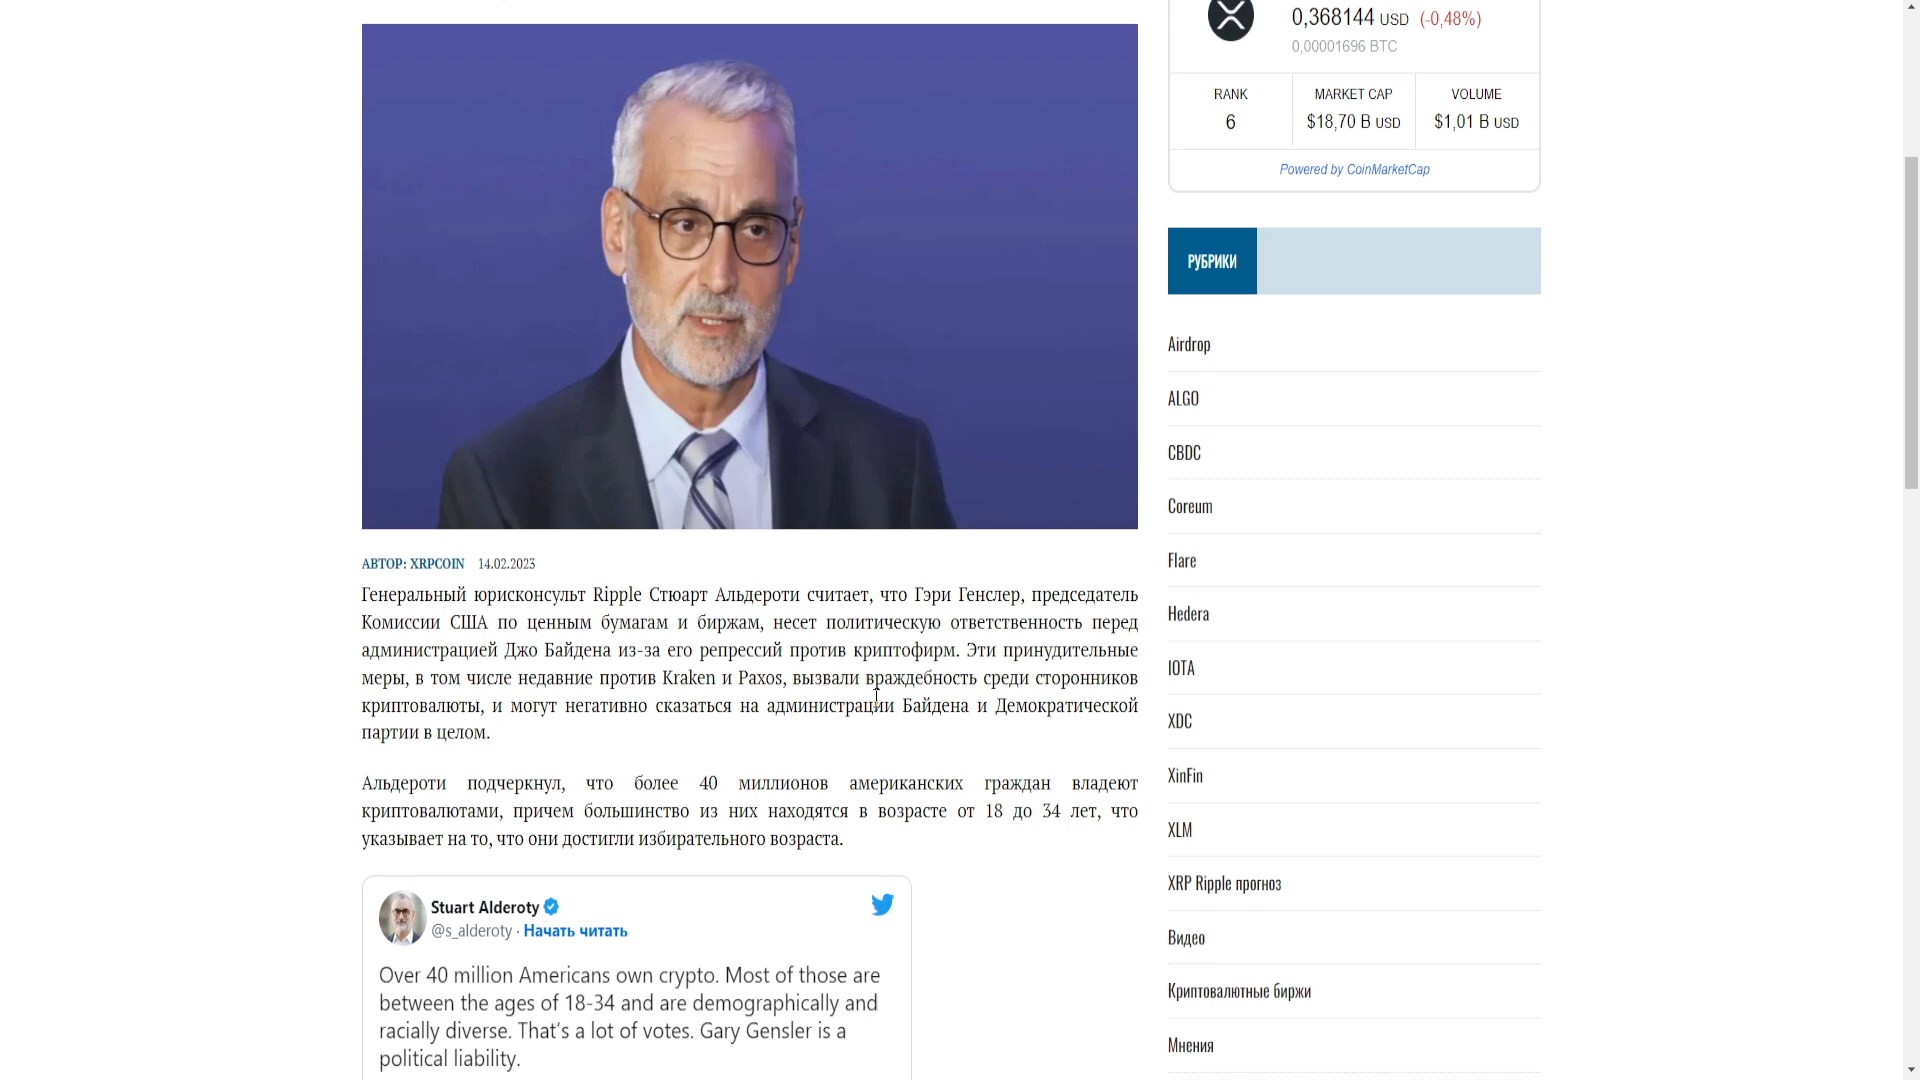 0,368144 USD (-0,48%)
0,00001696 BTC
RANK
6
MARKET CAP
$18,70 B USD
VOLUME
$1,01 B USD
Powered by CoinMarketCap
АВТОР: XRPCOIN 14.02.2023
Генеральный юрисконсульт Ripple Стюарт Альдероти считает, что Гэри Генслер, председатель
Комиссии США по ценным бумагам и биржам, несет политическую ответственность перед
администрацией Джо Байдена из-за его репрессий против криптофирм. Эти принудительные
меры, в том числе недавние против Kraken и Paxos, вызвали враждебность среди сторонников
криптовалюты, и могут негативно сказаться на администрации Байдена и Демократической
партии в целом.
Альдероти подчеркнул, что более 40 миллионов американских граждан владеют
криптовалютами, причем большинство из них находятся в возрасте от 18 до 34 лет, что
указывает на то, что они достигли избирательного возраста.
Stuart Alderoty
@s_alderoty · Начать читать
Over 40 million Americans own crypto. Most of those are
between the ages of 18-34 and are demographically and
racially diverse. That's a lot of votes. Gary Gensler is a
political liability.
РУБРИКИ
Airdrop
ALGO
CBDC
Coreum
Flare
Hedera
IOTA
XDC
XinFin
XLM
XRP Ripple прогноз
Видео
Криптовалютные биржи
Мнения